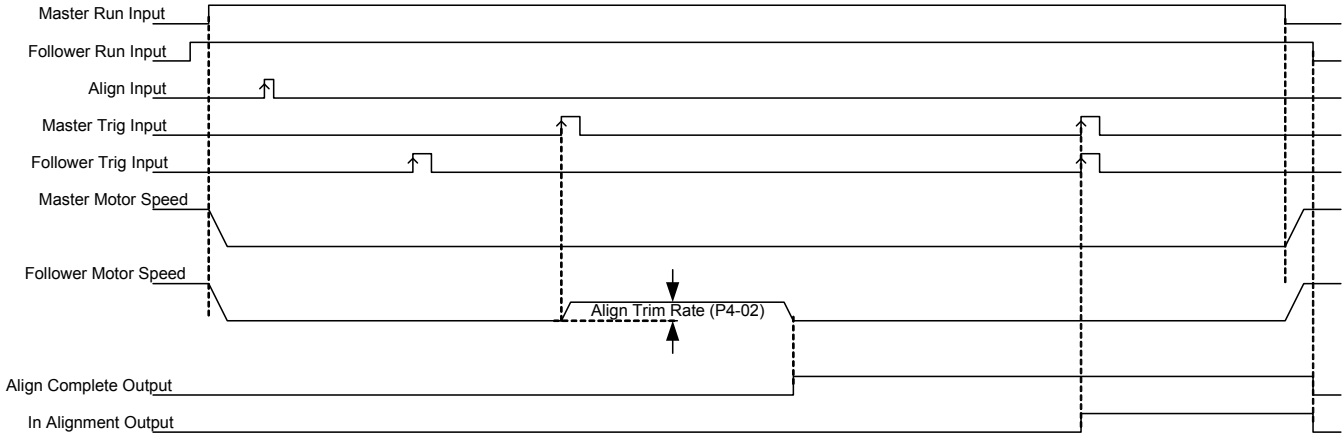 Master Run Input
Follower Run Input
Align Input
Master Trig Input
Follower Trig Input
Master Motor Speed
Follower Motor Speed
Align Trim Rate (P4-02)
Align Complete Output
In Alignment Output